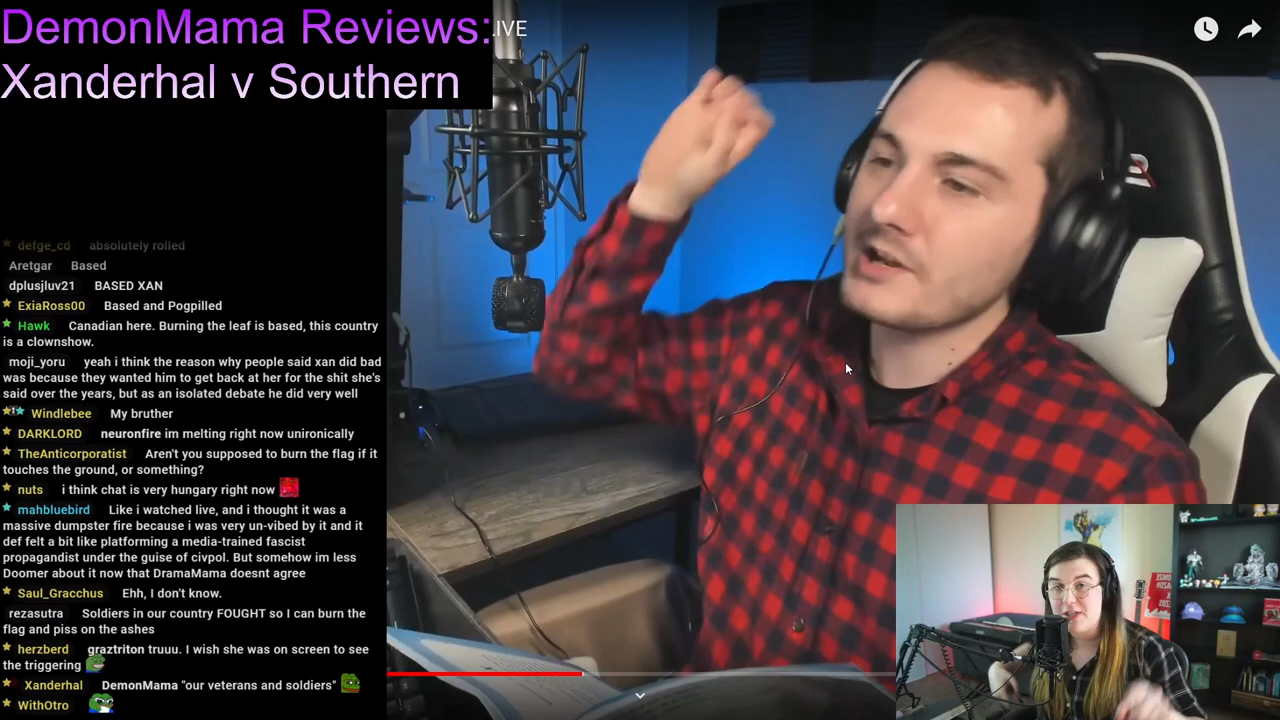 DemonMama Reviews:
LIVE
Xanderhal v Southern
defge_cd absolutely rolled
Aretgar Based
dplusjluv21 BASED XAN
ExiaRoss00 Based and Pogpilled
Hawk Canadian here. Burning the leaf is based, this country
is a clownshow.
moji_yoru yeah i think the reason why people said xan did bad
was because they wanted him to get back at her for the shit she's
said over the years, but as an isolated debate he did very well
Windlebee My bruther
DARKLORD neuronfire im melting right now unironically
TheAnticorporatist Aren't you supposed to burn the flag if it
touches the ground, or something?
nuts i think chat is very hungary right now
mahbluebird Like i watched live, and i thought it was a
massive dumpster fire because i was very un-vibed by it and it
def felt a bit like platforming a media-trained fascist
propagandist under the guise of civpol. But somehow im less
Doomer about it now that DramaMama doesnt agree
Saul_Gracchus Ehh, I don't know.
rezasutra Soldiers in our country FOUGHT so I can burn the
flag and piss on the ashes
herzberd graztriton truuu. I wish she was on screen to see
the triggering
Xanderhal DemonMama "our veterans and soldiers"
WithOtro